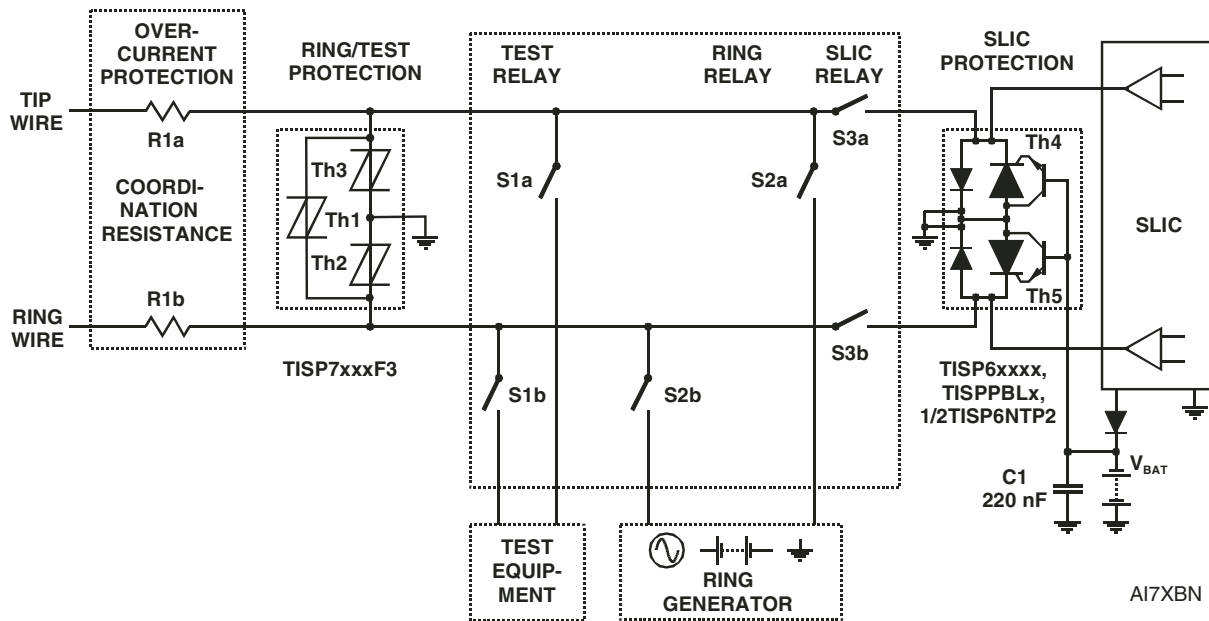 OVER-
CURRENT
PROTECTION
RING/TEST
PROTECTION
TEST
RELAY
RING
RELAY
SLIC
RELAY
SLIC
PROTECTION
TIP
WIRE
R1a
COORDI-
NATION
RESISTANCE
R1b
RING
WIRE
Th3
Th1
Th2
TISP7xxxF3
S1a
S2a
S3a
S1b
S2b
S3b
Th4
Th5
SLIC
TISP6xxxx,
TISPPBLx,
1/2TISP6NTP2
C1
220 nF
VBAT
TEST
EQUIP-
MENT
RING
GENERATOR
AI7XBN